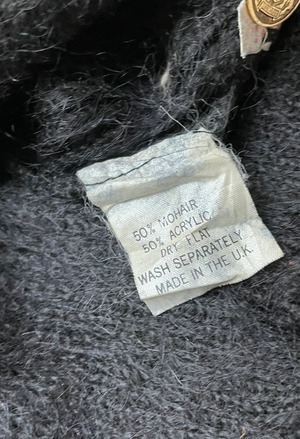 50% MOHAIR
50% ACRYLIC
DRY FLAT
WASH SEPARATELY
MADE IN THE U.K.